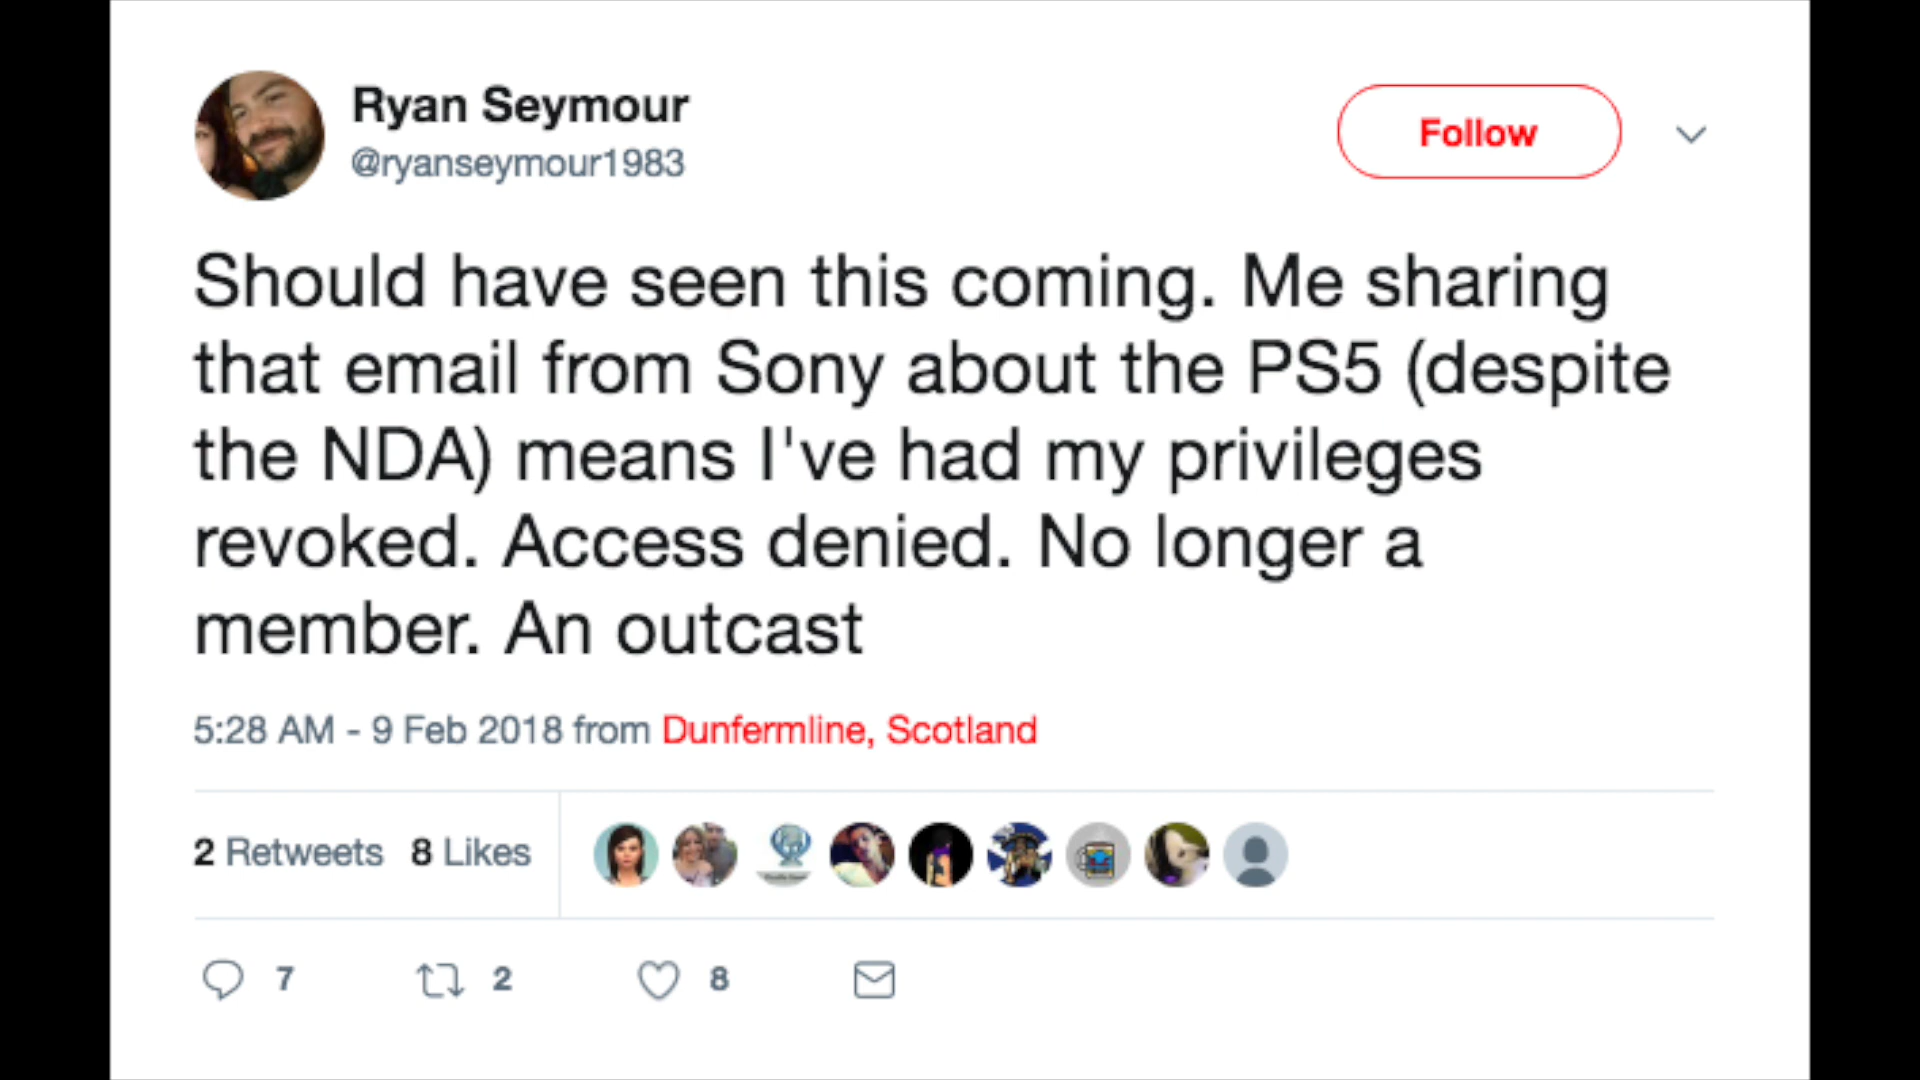 Ryan Seymour
@ryanseymour1983
Follow
Should have seen this coming. Me sharing
that email from Sony about the PS5 (despite
the NDA) means I've had my privileges
revoked. Access denied. No longer a
member. An outcast
5:28 AM - 9 Feb 2018 from Dunfermline, Scotland
2 Retweets 8 Likes
7 2 8